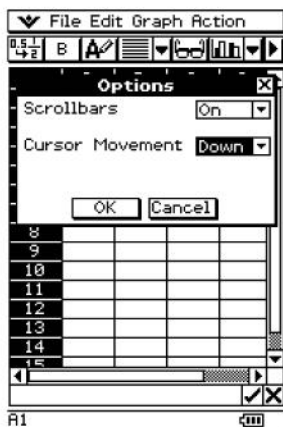 File Edit Graph Action
0.5 1/2 B A
Options X
Scrollbars On
Cursor Movement Down
OK Cancel
8
9
10
11
12
13
14
15
A1